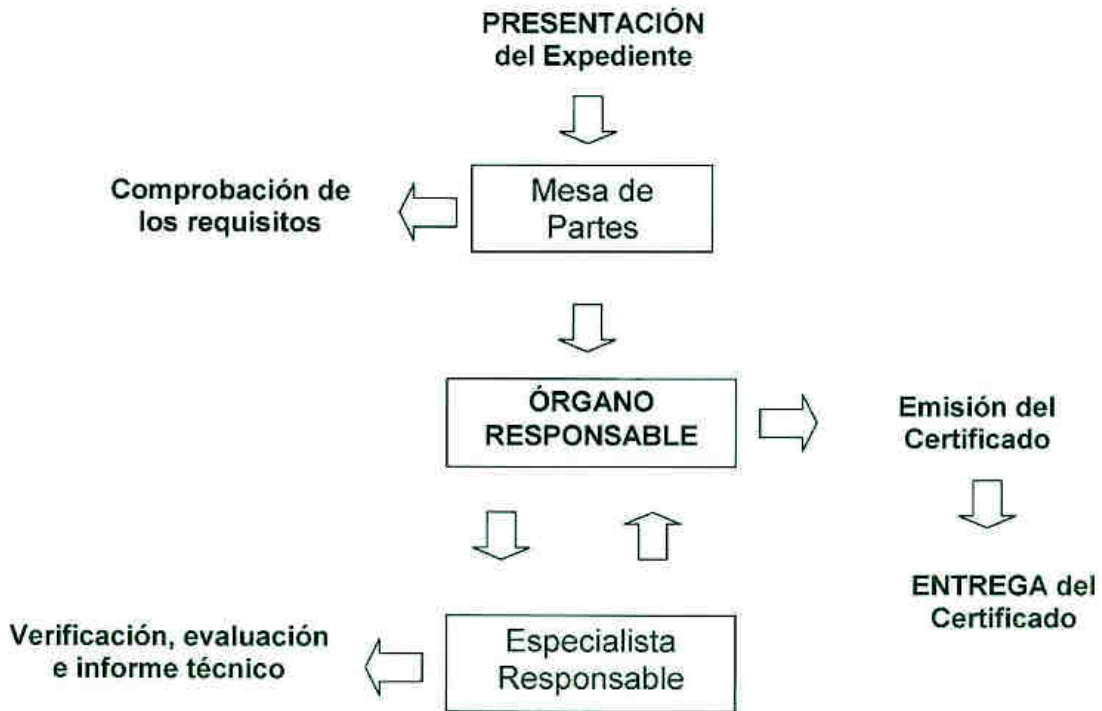 PRESENTACIÓN
del Expediente
Comprobación de
los requisitos
Mesa de
Partes
ÓRGANO
RESPONSABLE
Emisión del
Certificado
ENTREGA del
Certificado
Verificación, evaluación
e informe técnico
Especialista
Responsable